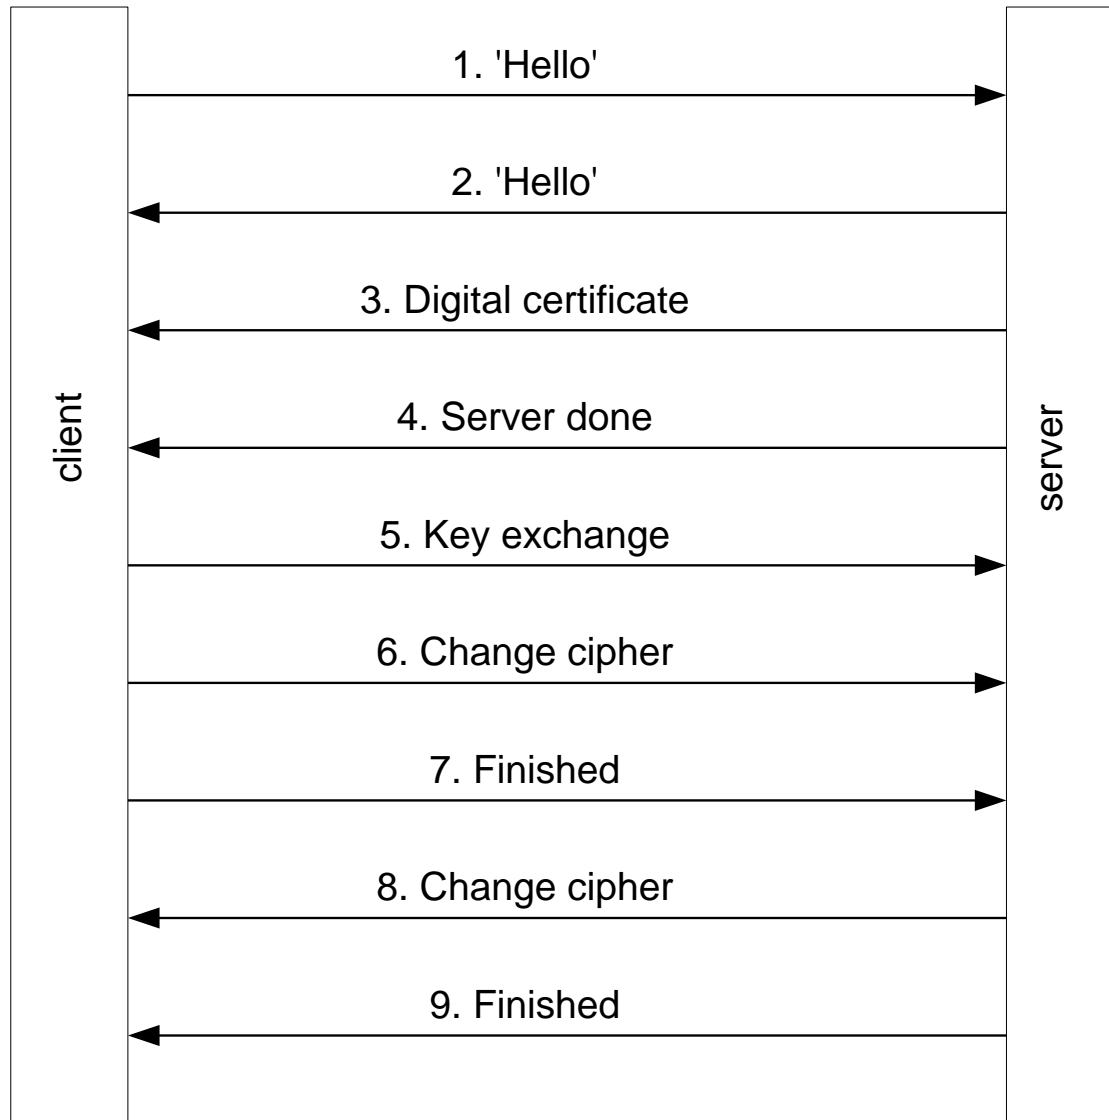 1. 'Hello'
2. 'Hello'
3. Digital certificate
4. Server done
client
server
5. Key exchange
6. Change cipher
7. Finished
8. Change cipher
9. Finished